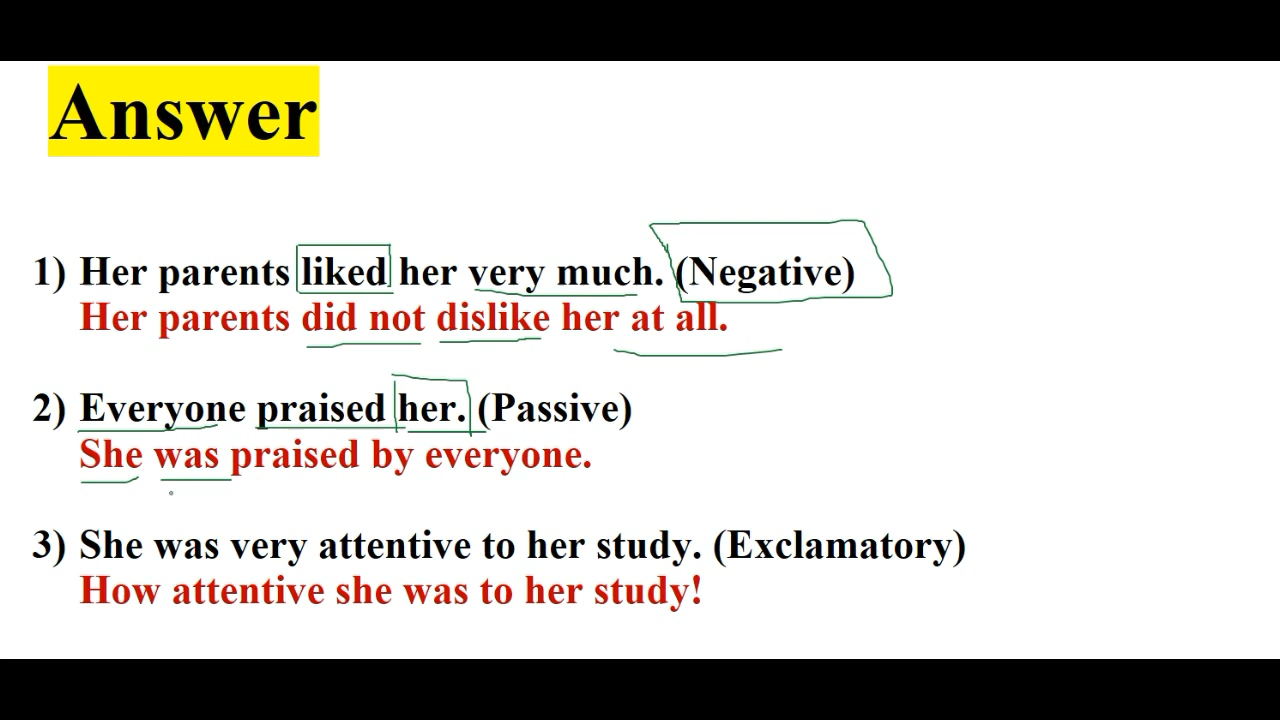 Answer
1) Her parents liked her very much. (Negative)
Her parents did not dislike her at all.
2) Everyone praised her. (Passive)
She was praised by everyone.
3) She was very attentive to her study. (Exclamatory)
How attentive she was to her study!